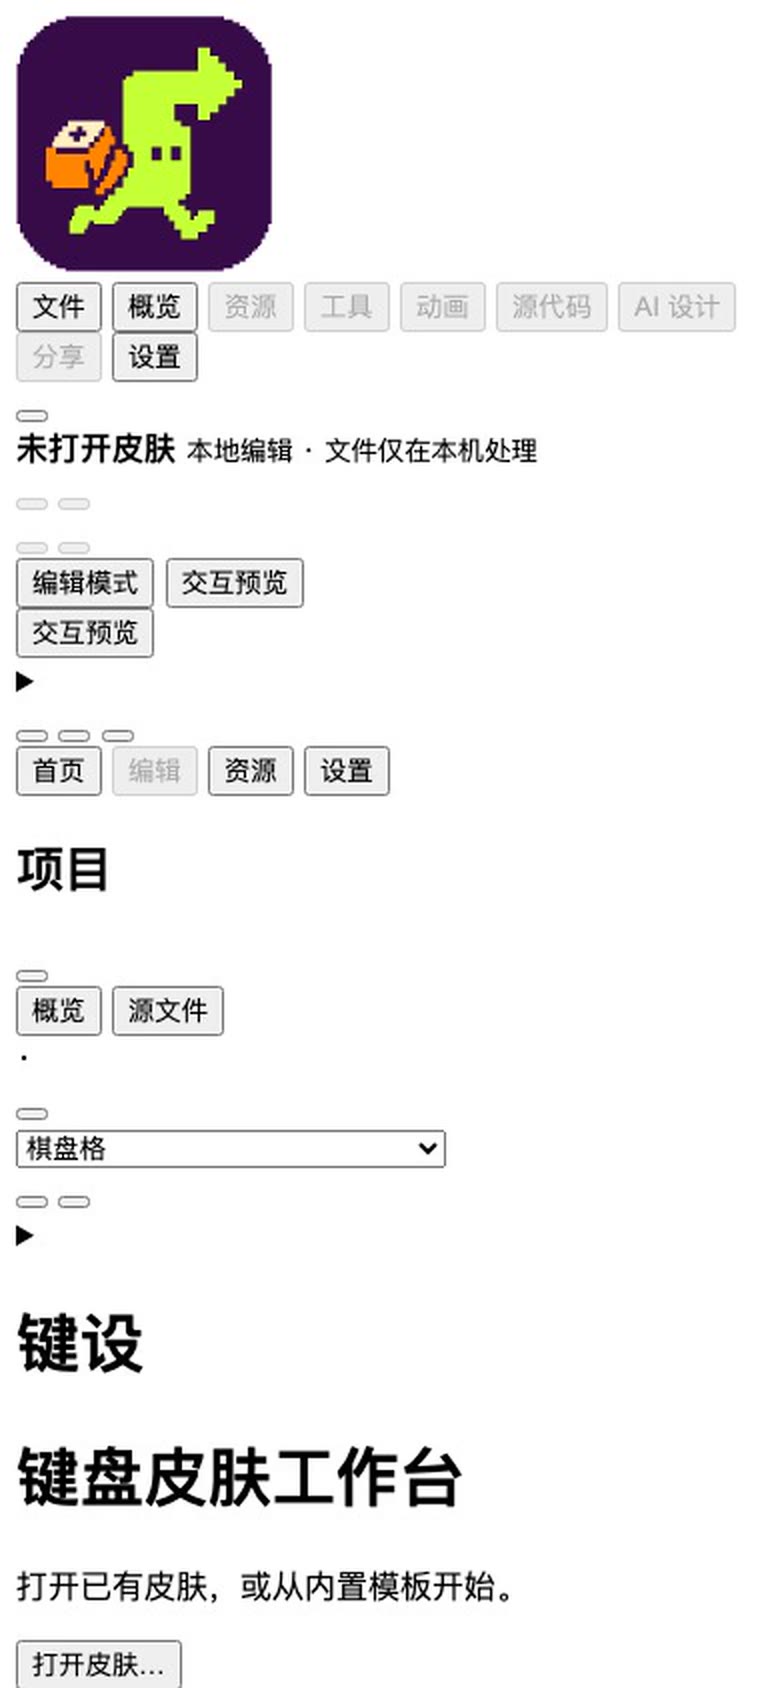 文件 概览 资源 工具 动画 源代码 AI 设计
分享 设置
未打开皮肤 本地编辑 · 文件仅在本机处理
编辑模式 交互预览
交互预览
首页 编辑 资源 设置
项目
概览 源文件
·
棋盘格
键设
键盘皮肤工作台
打开已有皮肤，或从内置模板开始。
打开皮肤...